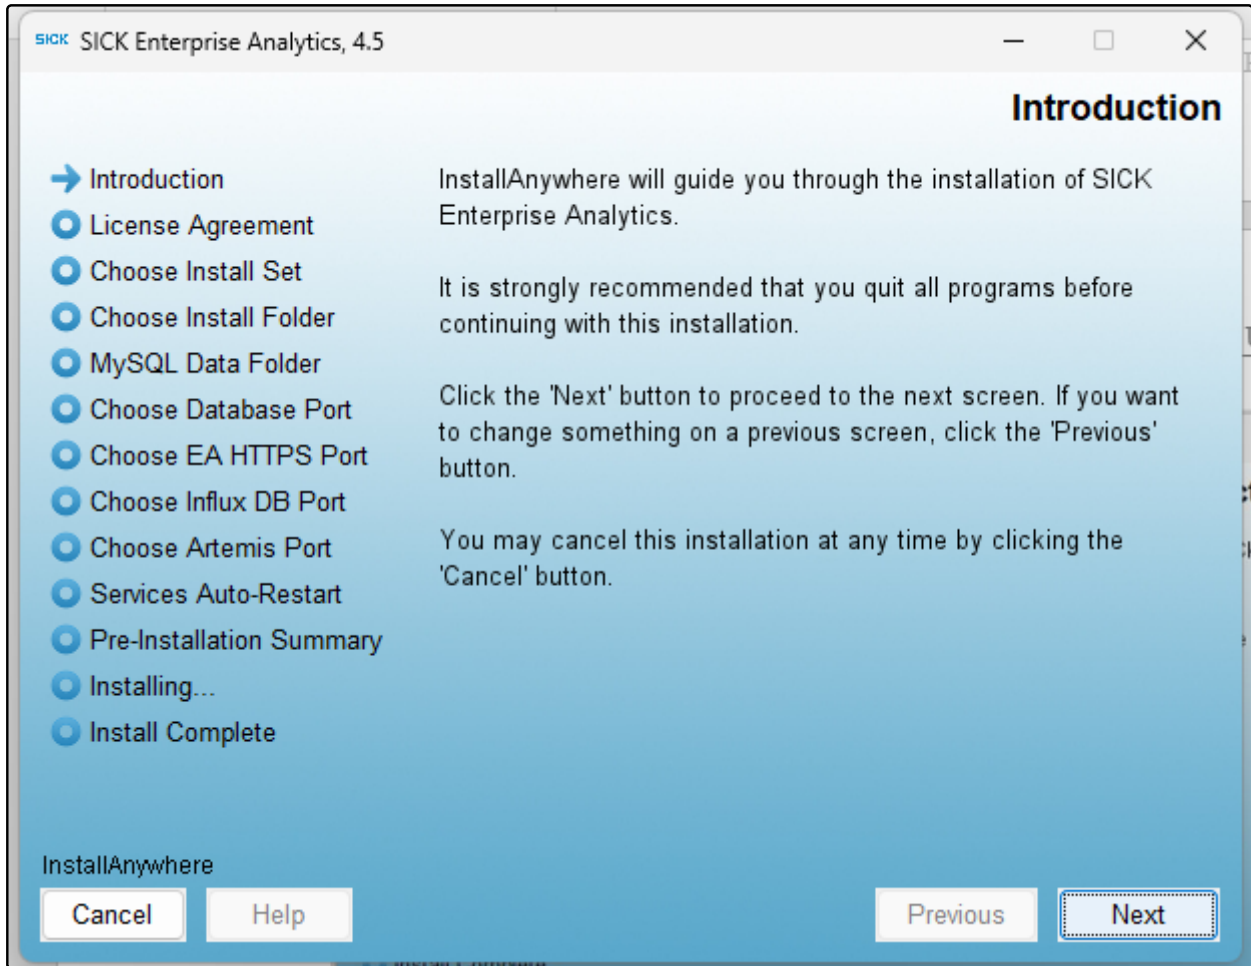 SICK SICK Enterprise Analytics, 4.5
Introduction
Introduction
License Agreement
Choose Install Set
Choose Install Folder
MySQL Data Folder
Choose Database Port
Choose EA HTTPS Port
Choose Influx DB Port
Choose Artemis Port
Services Auto-Restart
Pre-Installation Summary
Installing...
Install Complete
InstallAnywhere will guide you through the installation of SICK
Enterprise Analytics.
It is strongly recommended that you quit all programs before
continuing with this installation.
Click the 'Next' button to proceed to the next screen. If you want
to change something on a previous screen, click the 'Previous'
button.
You may cancel this installation at any time by clicking the
'Cancel' button.
InstallAnywhere
Cancel Help Previous Next